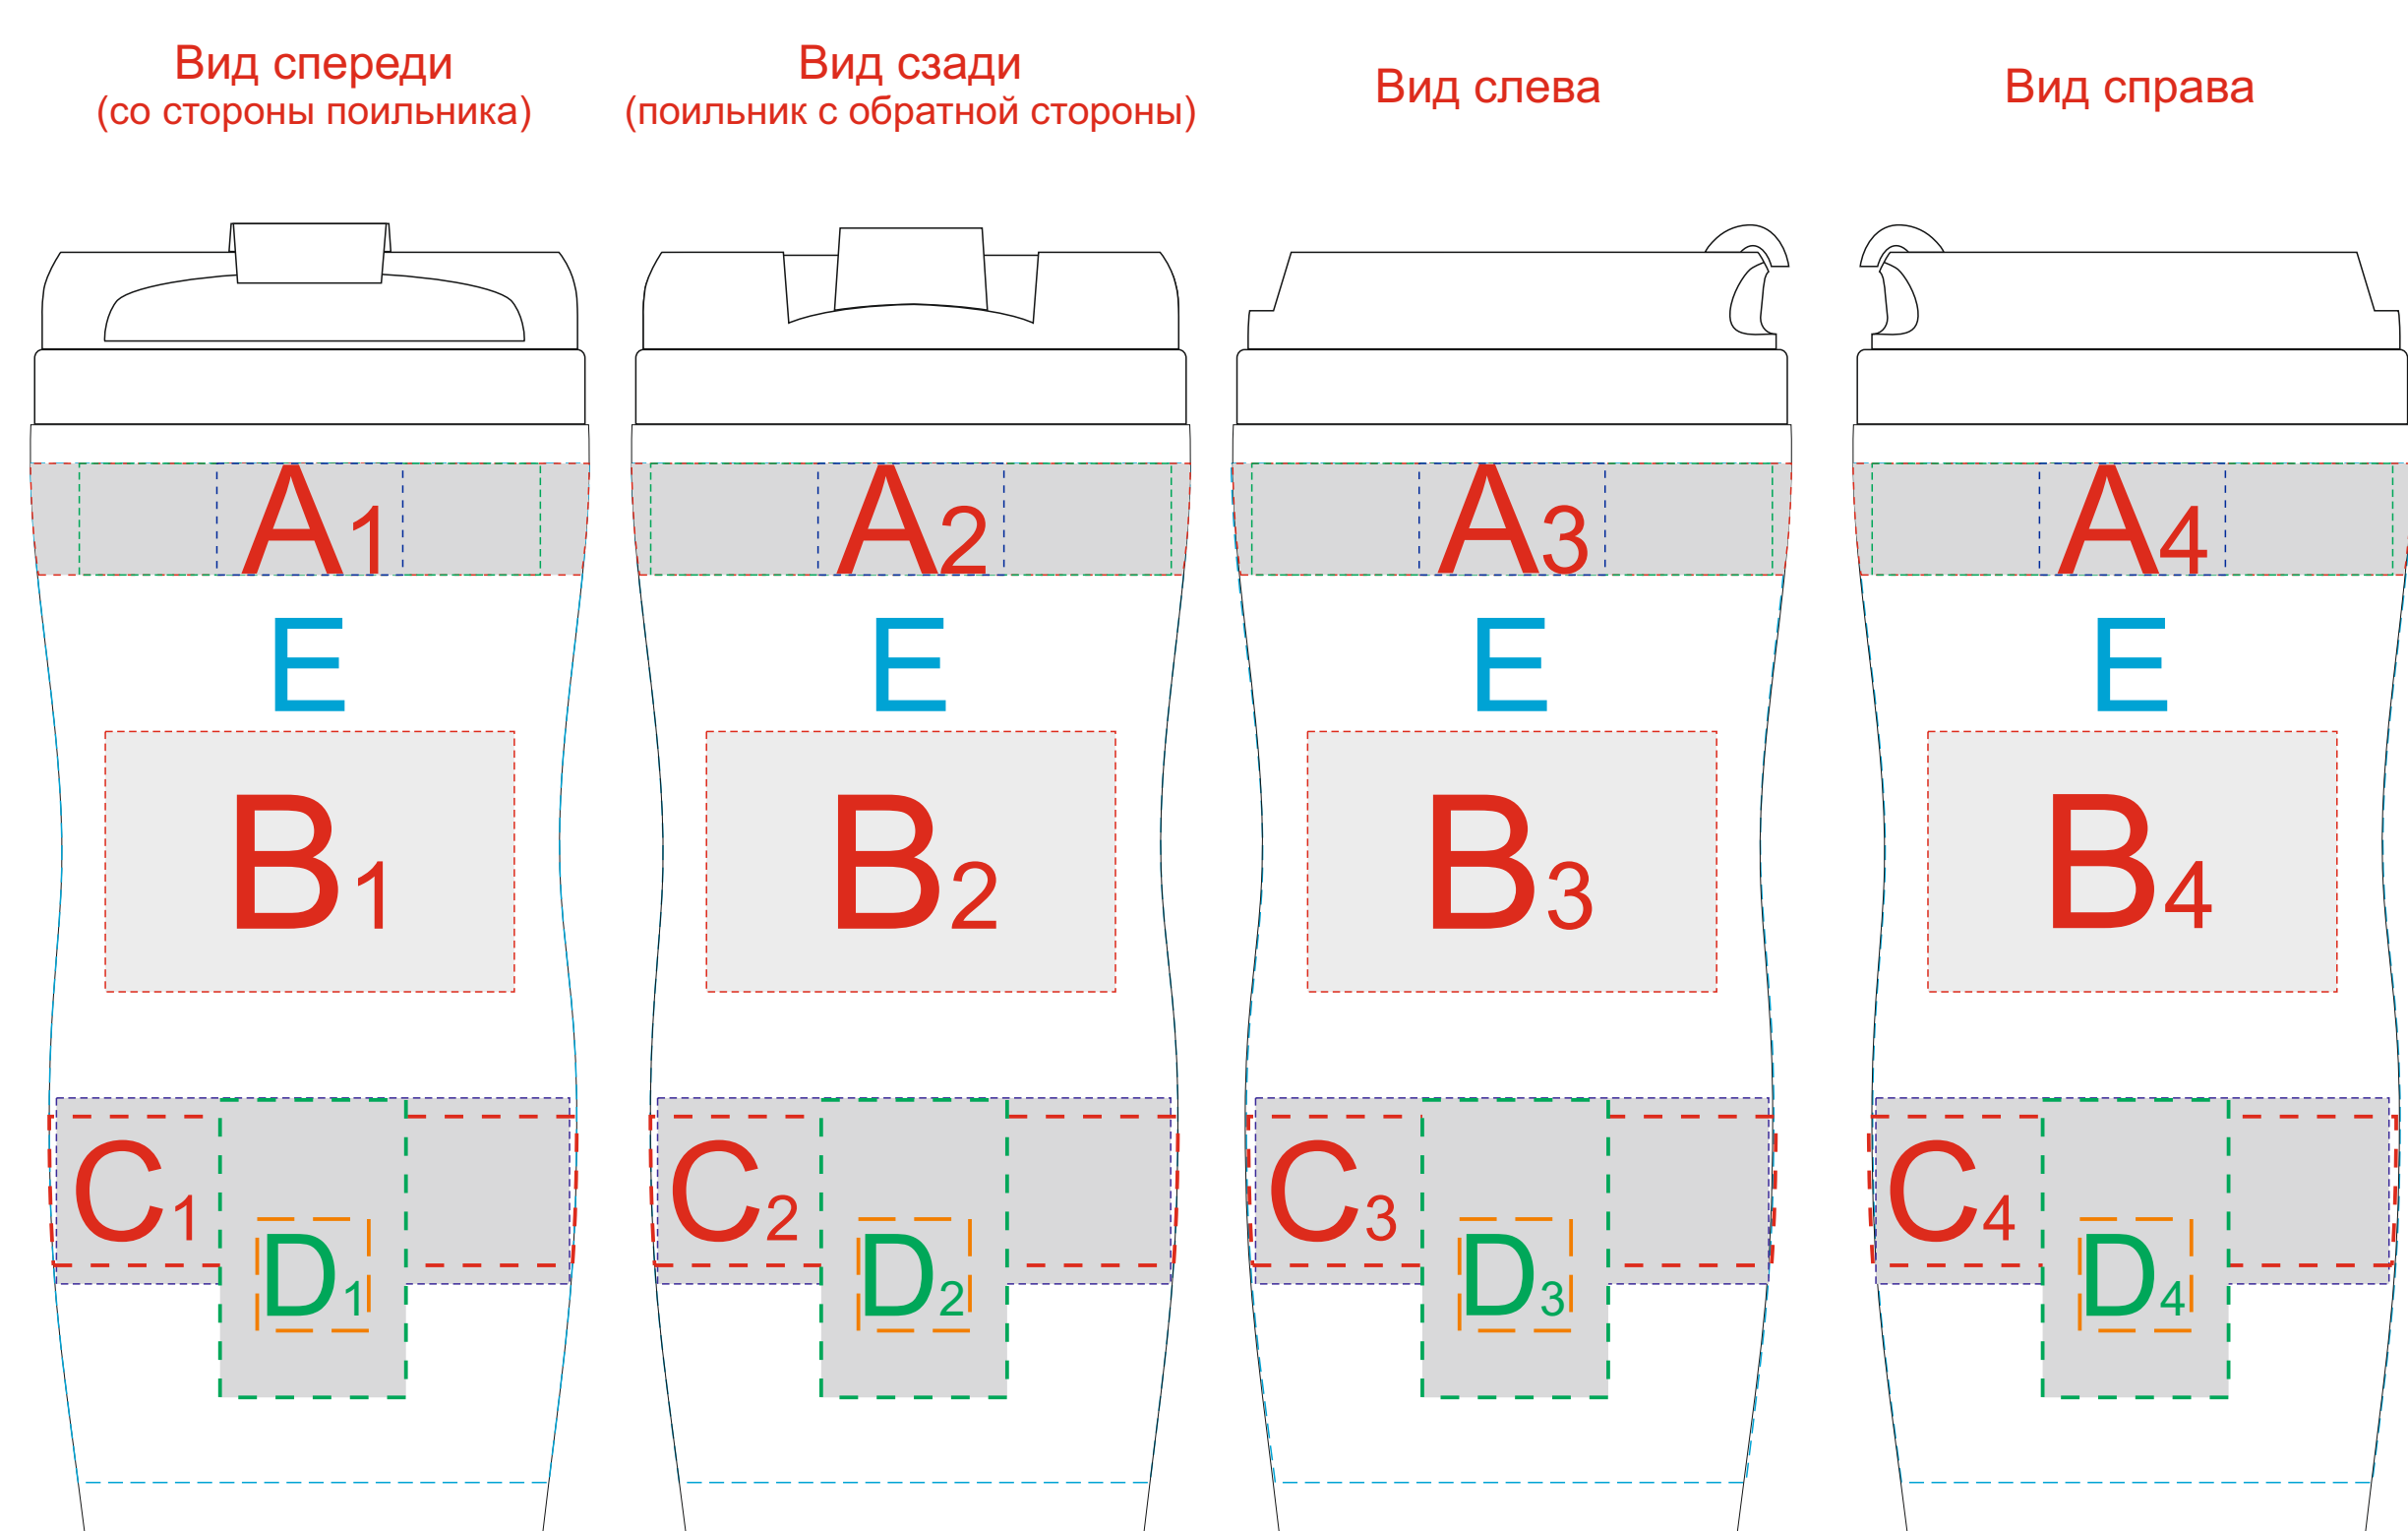 Вид спереди
(со стороны поильника)
Вид сзади
(поильник с обратной стороны)
Вид слева
Вид справа
A1 A2 A3 A4
E E E E
B1 B2 B3 B4
C1 C2 C3 C4
D1 D2 D3 D4